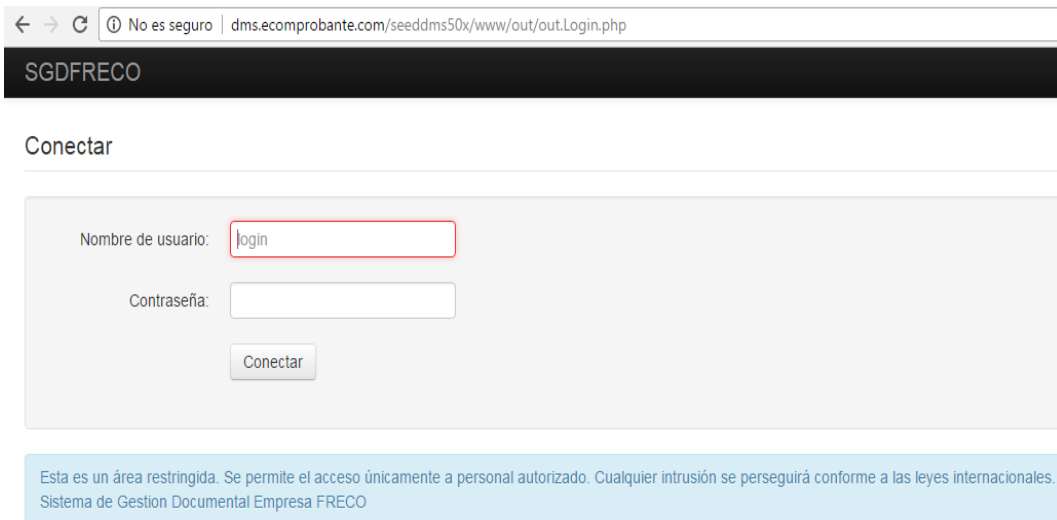 No es seguro | dms.ecomprobante.com/seeddms50x/www/out/out.Login.php
SGDFRECO
Conectar
Nombre de usuario: login
Contraseña:
Conectar
Esta es un área restringida. Se permite el acceso únicamente a personal autorizado. Cualquier intrusión se perseguirá conforme a las leyes internacionales.
Sistema de Gestion Documental Empresa FRECO